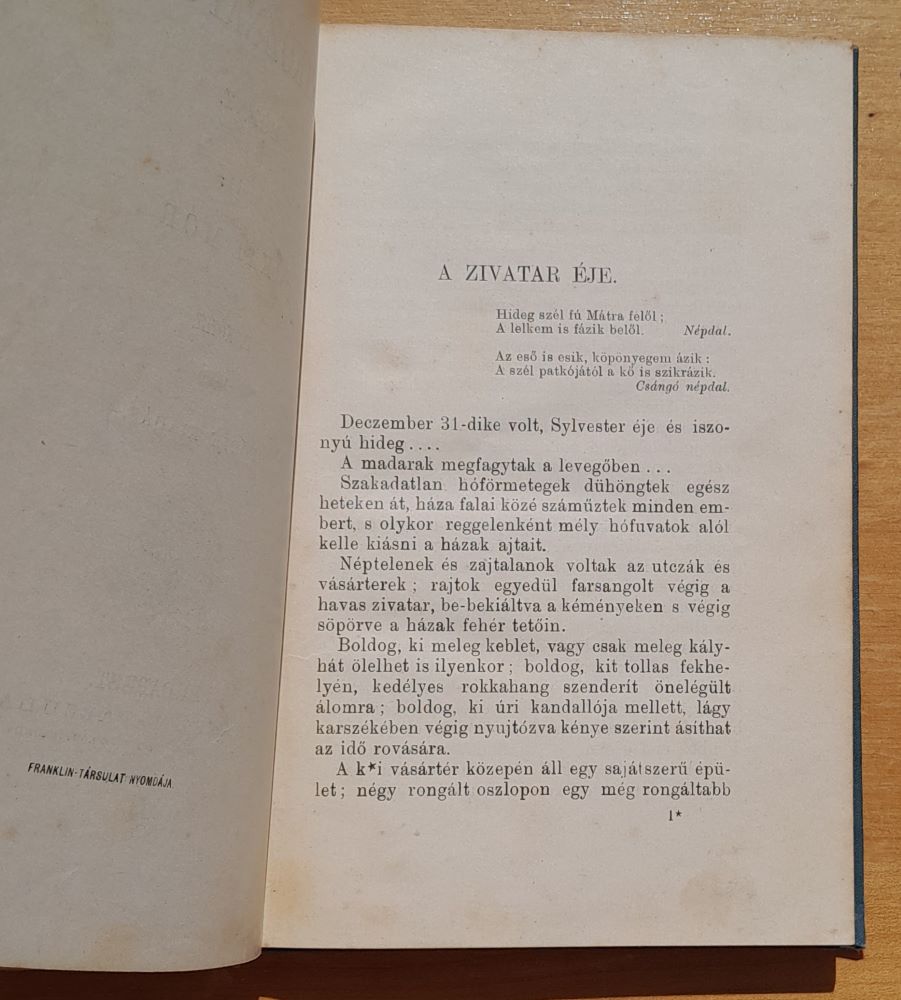 FRANKLIN-TÁRSULAT NYOMDÁJA
A ZIVATAR ÉJE.
Hideg szél fú Mátra felől;
A lelkem is fázik belől. Népdal.
Az eső is esik, köpönyegem ázik:
A szél patkójától a kő is szikrázik.
Csángó népdal.
Deczember 31-dike volt, Sylvester éje és iszo-
nyú hideg....
A madarak megfagytak a levegőben...
Szakadatlan hóförmetegek dühöngtek egész
heteken át, háza falai közé száműztek minden em-
bert, s olykor reggelenként mély hófuvatok alól
kelle kiásni a házak ajtait.
Néptelenek és zajtalanok voltak az utczák és
vásárterek; rajtok egyedül farsangolt végig a
havas zivatar, be-bekiáltva a kéményeken s végig
söpörve a házak fehér tetőin.
Boldog, ki meleg keblet, vagy csak meleg kály-
hát ölelhet is ilyenkor; boldog, kit tollas fekhe-
lyén, kedélyes rokkahang szenderít önelégült
álomra; boldog, ki úri kandallója mellett, lágy
karszékében végig nyujtózva kénye szerint ásíthat
az idő rovására.
A k*i vásártér közepén áll egy sajátszerű épü-
let; négy rongált oszlopon egy még rongáltabb
1*